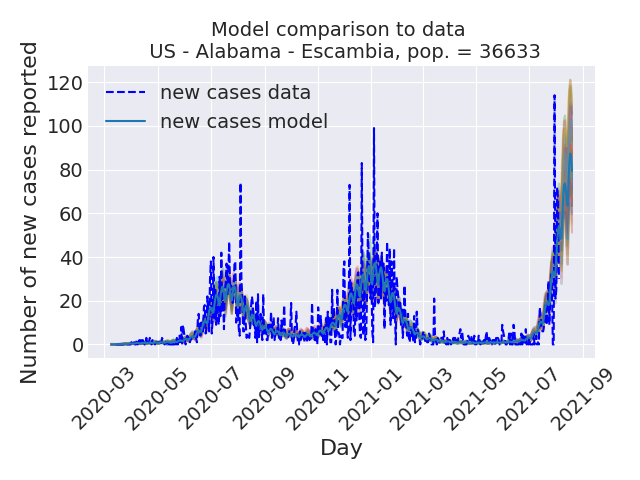 Model comparison to data
US - Alabama - Escambia, pop. = 36633
Number of new cases reported
120
100
80
60
40
20
0
new cases data
new cases model
2020-03
2020-05
2020-07
2020-09
2020-11
2021-01
2021-03
2021-05
2021-07
2021-09
Day